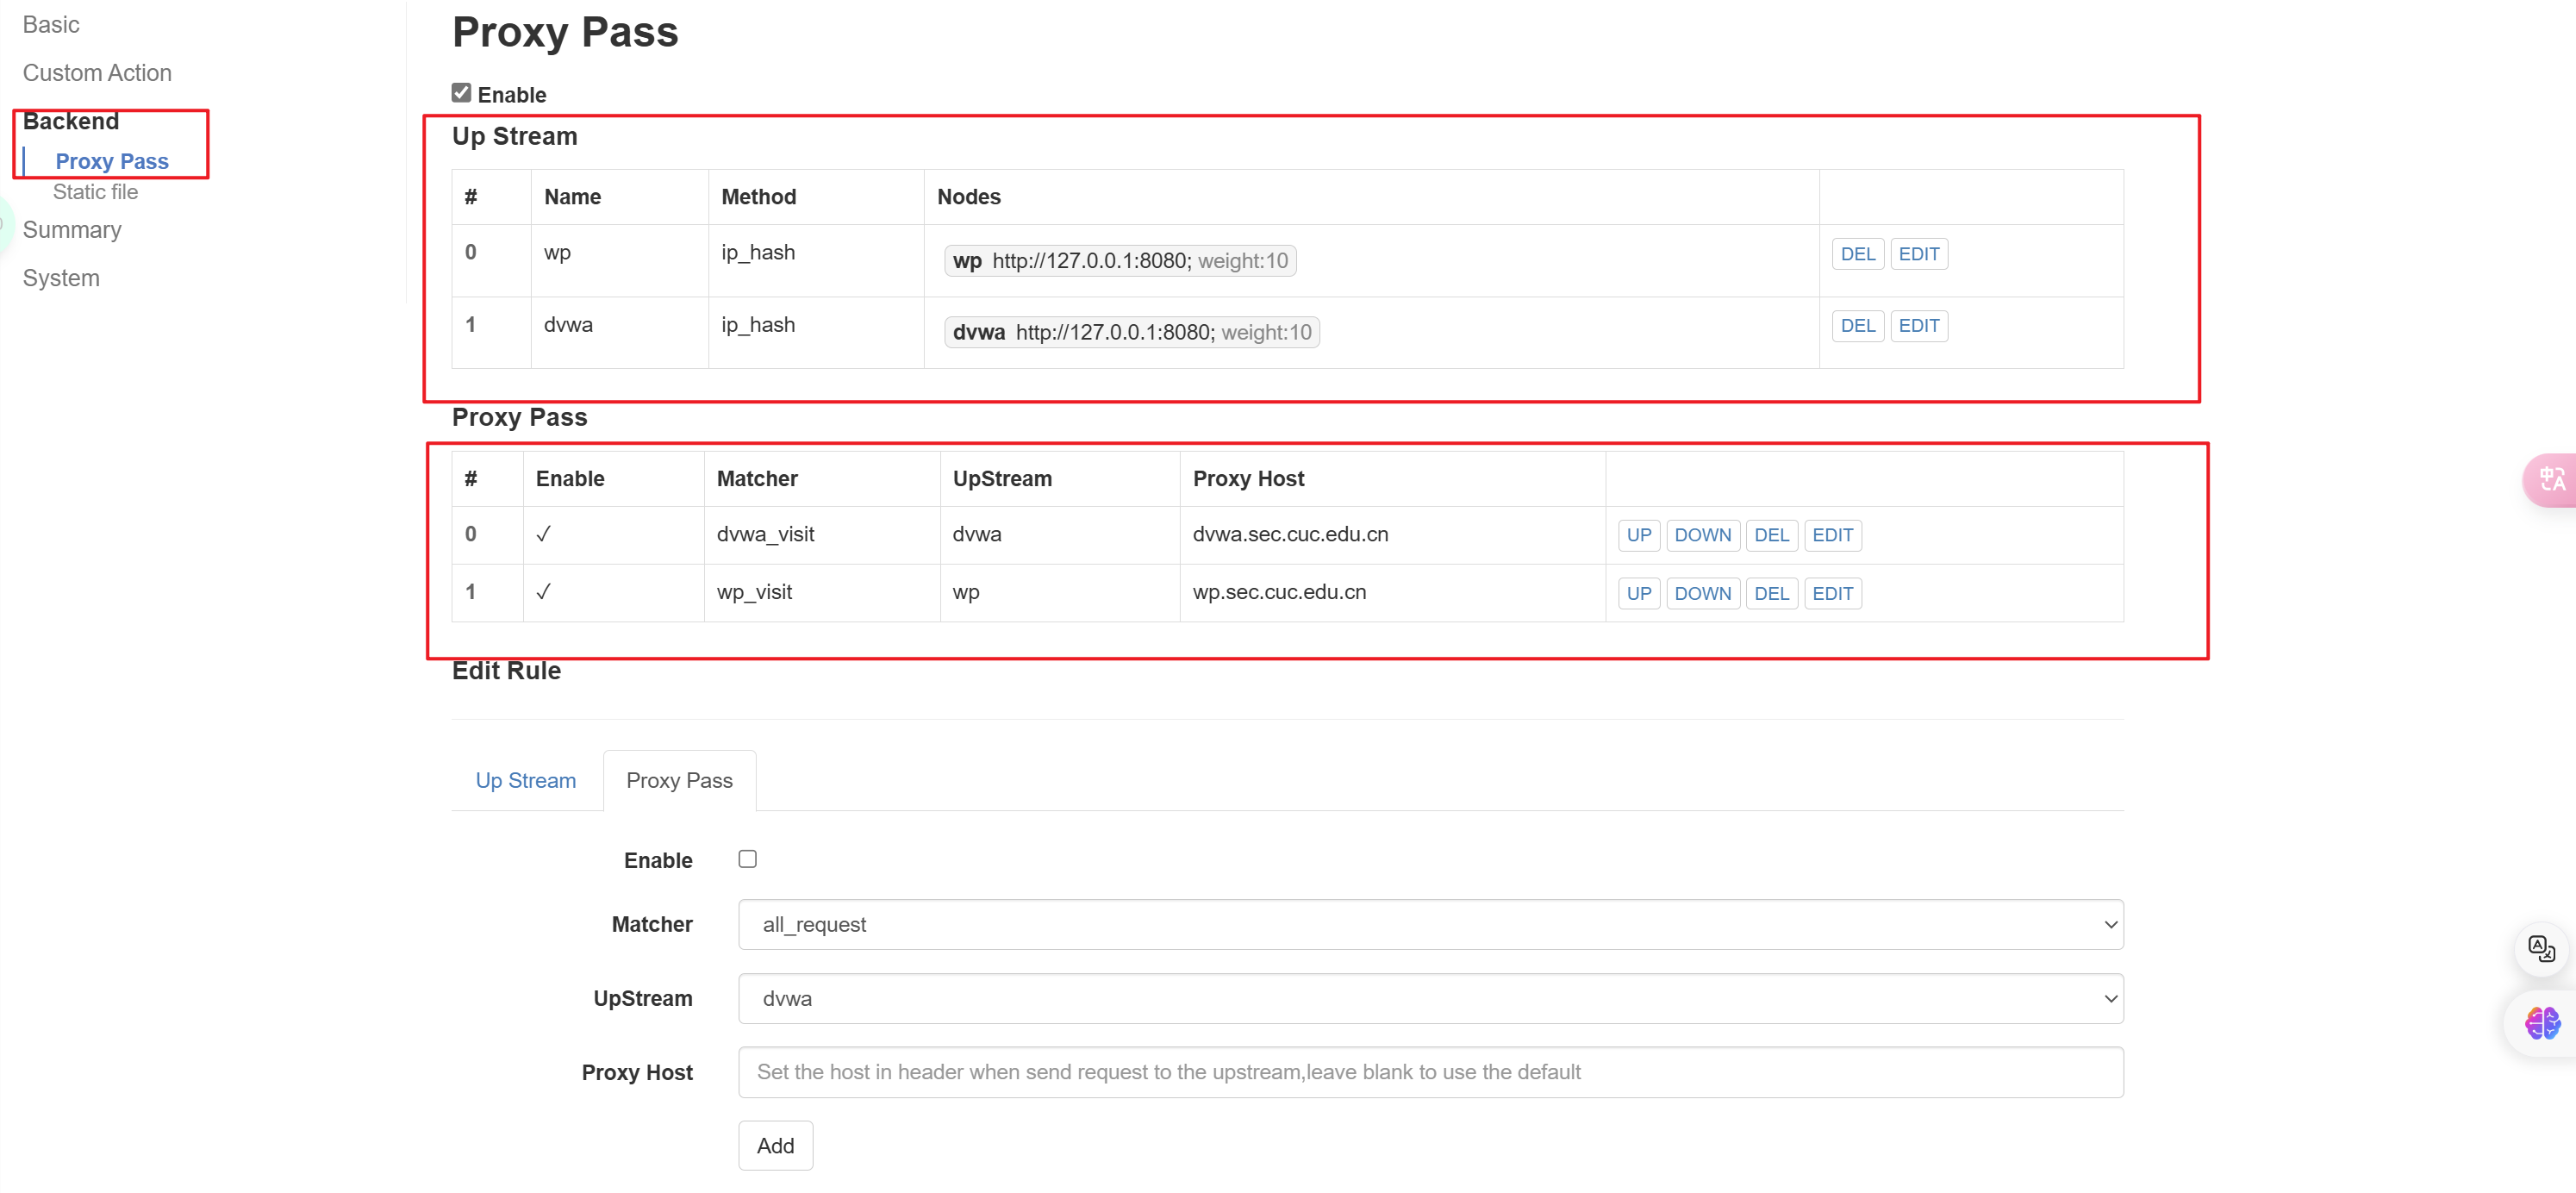 Basic
Custom Action
Backend
Proxy Pass
Static file
Summary
System
Proxy Pass
Enable
Up Stream
# Name Method Nodes
0 wp ip_hash wp http://127.0.0.1:8080; weight:10 DEL EDIT
1 dvwa ip_hash dvwa http://127.0.0.1:8080; weight:10 DEL EDIT
Proxy Pass
# Enable Matcher UpStream Proxy Host
0 ✓ dvwa_visit dvwa dvwa.sec.cuc.edu.cn UP DOWN DEL EDIT
1 ✓ wp_visit wp wp.sec.cuc.edu.cn UP DOWN DEL EDIT
Edit Rule
Up Stream Proxy Pass
Enable
Matcher all_request
UpStream dvwa
Proxy Host Set the host in header when send request to the upstream,leave blank to use the default
Add